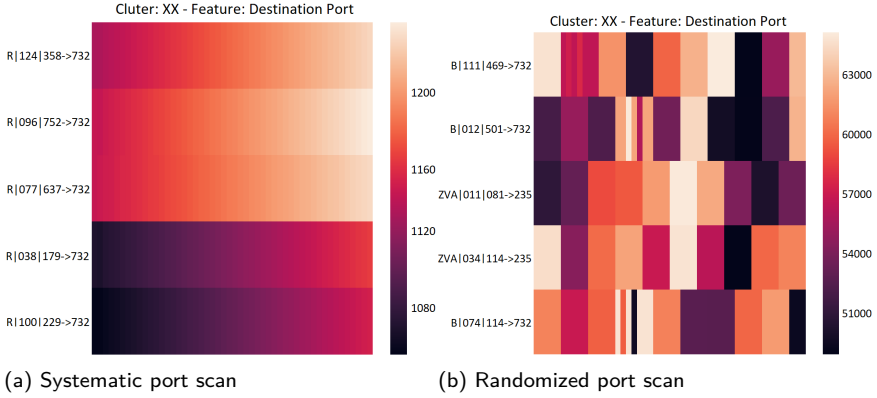 Cluter: XX - Feature: Destination Port
R|124|358->732
R|096|752->732
R|077|637->732
R|038|179->732
R|100|229->732
1200
1160
1120
1080
(a) Systematic port scan
Cluster: XX - Feature: Destination Port
B|111|469->732
B|012|501->732
ZVA|011|081->235
ZVA|034|114->235
B|074|114->732
63000
60000
57000
54000
51000
(b) Randomized port scan